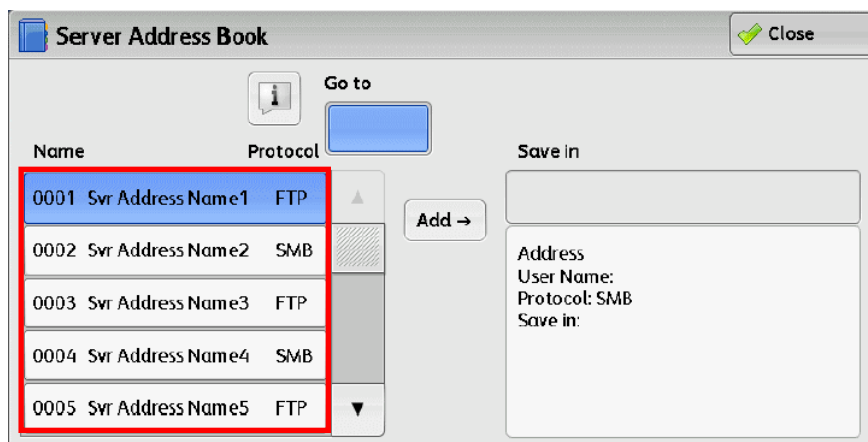 Server Address Book
Close
Go to
Name Protocol
Save in
0001 Svr Address Name1 FTP
0002 Svr Address Name2 SMB
0003 Svr Address Name3 FTP
0004 Svr Address Name4 SMB
0005 Svr Address Name5 FTP
Add →
Address
User Name:
Protocol: SMB
Save in: